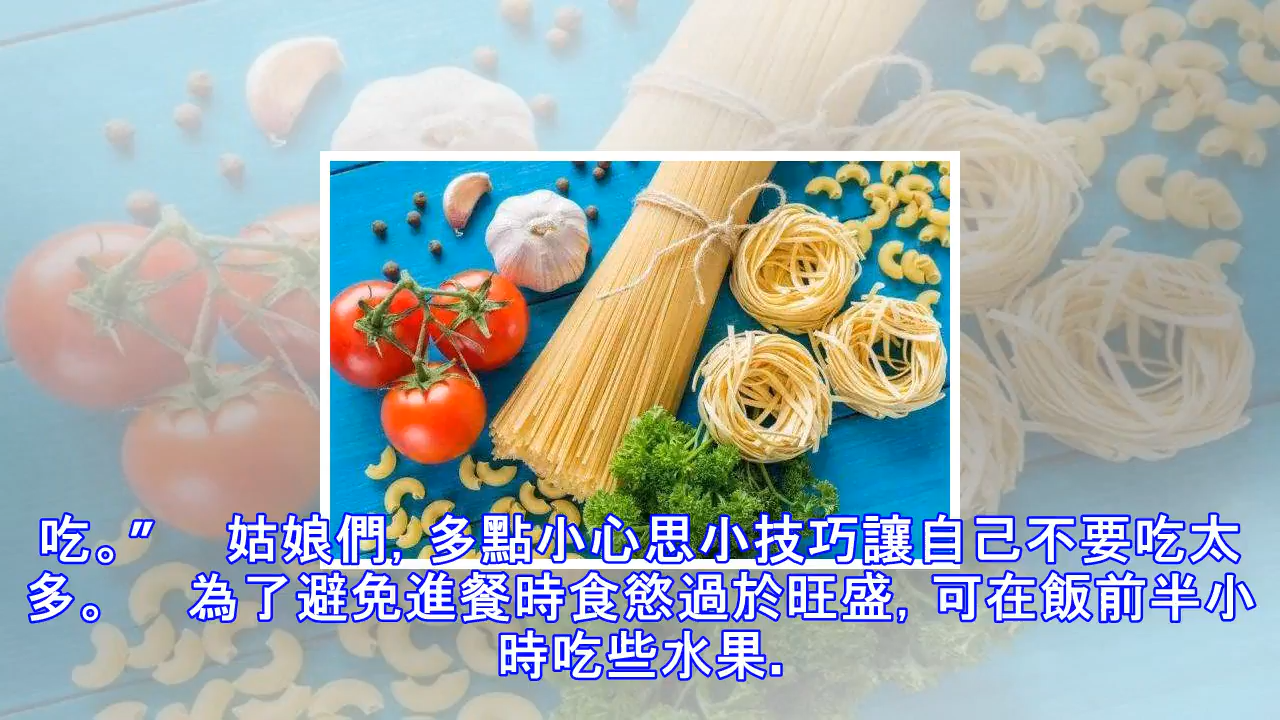 吃。” 姑娘們, 多點小心思小技巧讓自己不要吃太
多。 為了避免進餐時食慾過於旺盛, 可在飯前半小
時吃些水果.